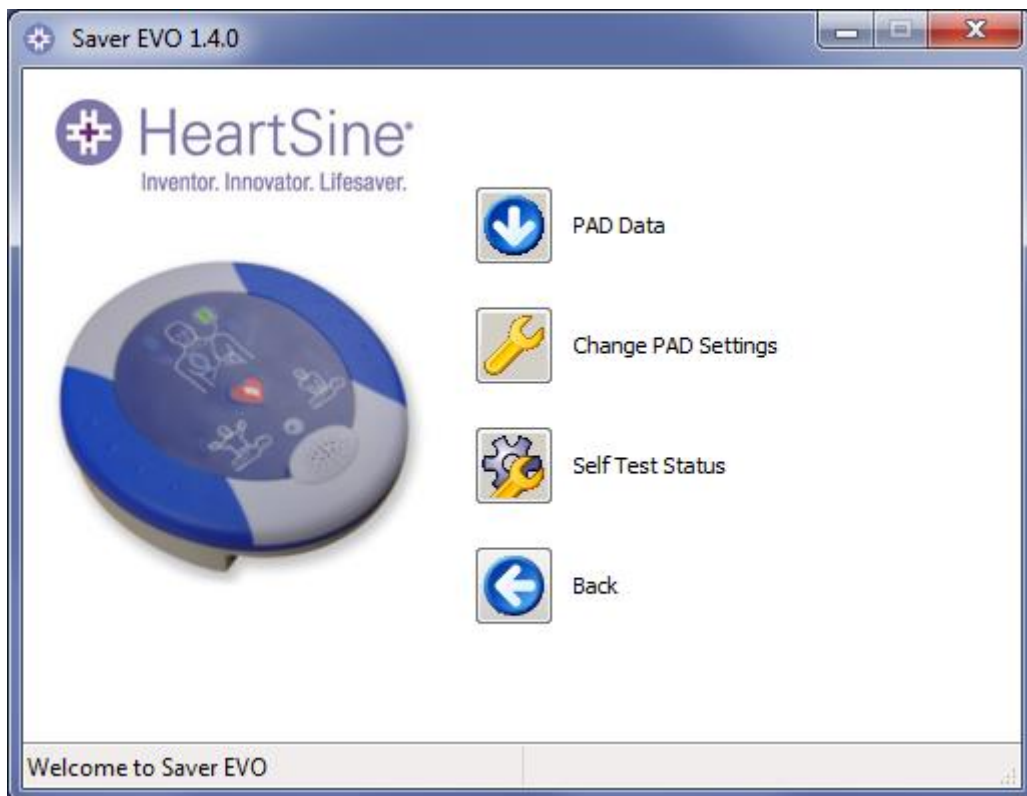 Saver EVO 1.4.0
HeartSine®
Inventor. Innovator. Lifesaver.
PAD Data
Change PAD Settings
Self Test Status
Back
Welcome to Saver EVO